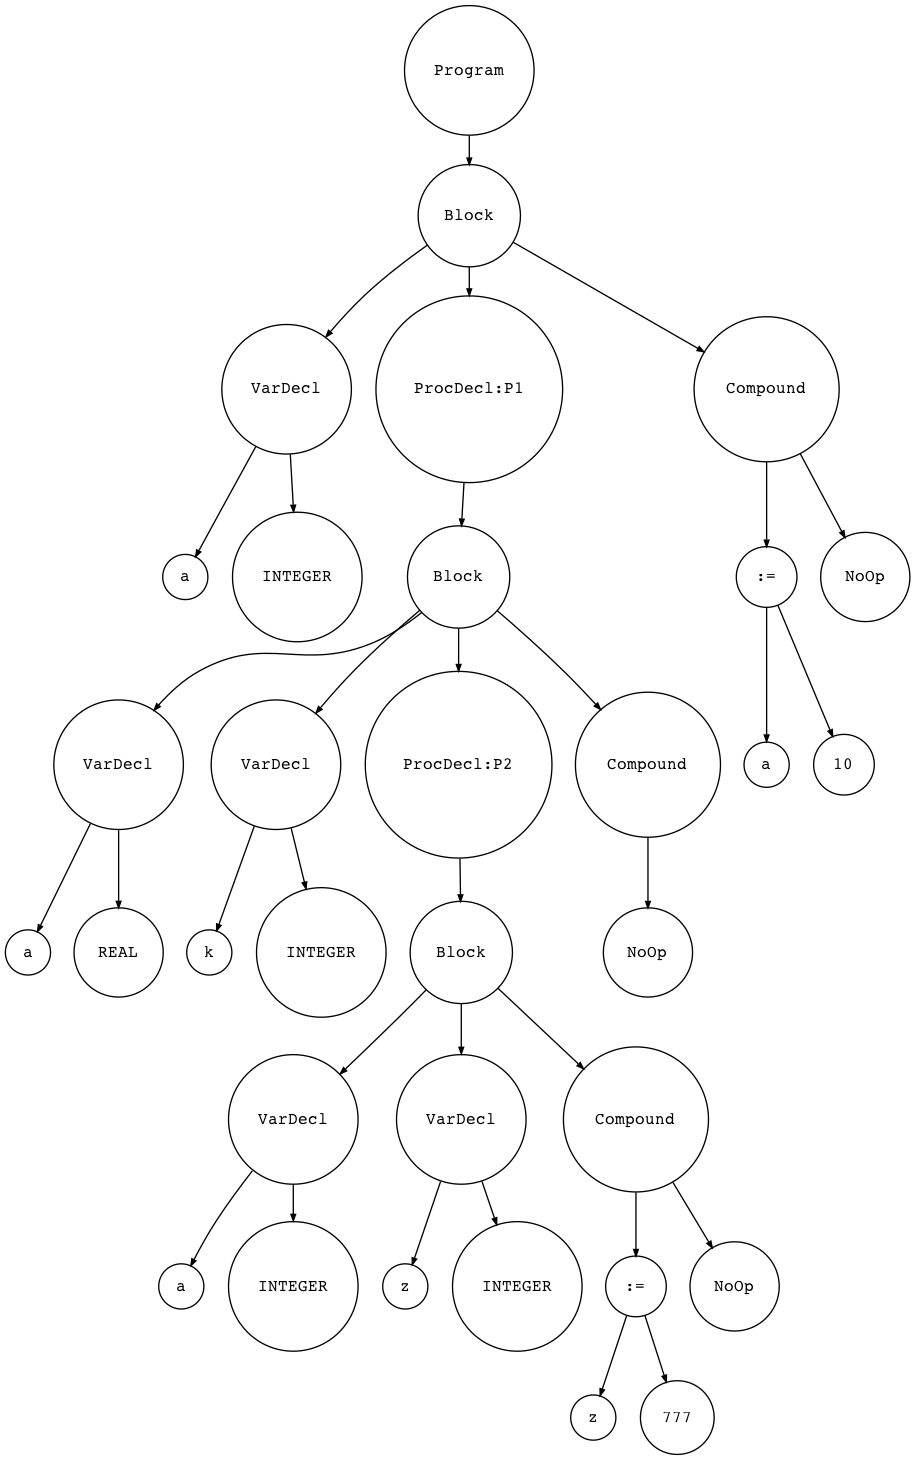 Program
Block
VarDecl
ProcDecl:P1
Compound
a
INTEGER
Block
:=
NoOp
VarDecl
VarDecl
ProcDecl:P2
Compound
a
10
a
REAL
k
INTEGER
Block
NoOp
VarDecl
VarDecl
Compound
a
INTEGER
z
INTEGER
:=
NoOp
z
777